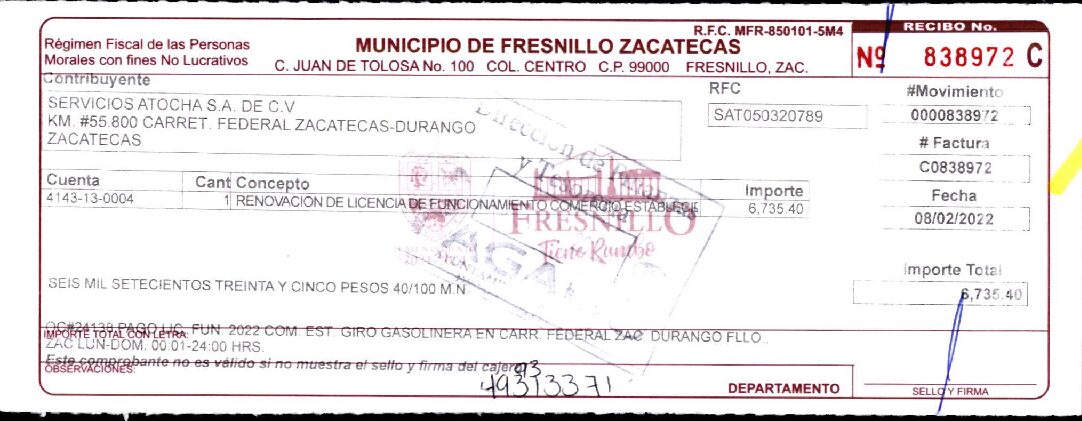 Régimen Fiscal de las Personas
Morales con fines No Lucrativos
R.F.C. MFR-850101-5M4
MUNICIPIO DE FRESNILLO ZACATECAS
C. JUAN DE TOLOSA No. 100 COL. CENTRO C.P. 99000 FRESNILLO, ZAC.
RECIBO No.
Nº 838972 C
Contribuyente
SERVICIOS ATOCHA S.A. DE C.V
KM. #55.800 CARRET. FEDERAL ZACATECAS-DURANGO
ZACATECAS
RFC
SAT050320789
#Movimiento
0000838972
# Factura
C0838972
Fecha
08/02/2022
Cuenta Cant Concepto Importe
4143-13-0004 1 RENOVACION DE LICENCIA DE FUNCIONAMIENTO COMERCIO ESTABLECIE 6,735.40
Dirección de
y Tesorería
FRESNILLO
Tiene Rumbo
Importe Total
6,735.40
SEIS MIL SETECIENTOS TREINTA Y CINCO PESOS 40/100 M.N.
IMPORTE TOTAL CON LETRA:
OC#24139 PAGO LIC. FUN. 2022 COM. EST. GIRO GASOLINERA EN CARR. FEDERAL ZAC DURANGO FLLO.
ZAC LUN-DOM. 00:01-24:00 HRS.
Este comprobante no es válido si no muestra el sello y firma del cajero
OBSERVACIONES:
49313371
DEPARTAMENTO
SELLO Y FIRMA